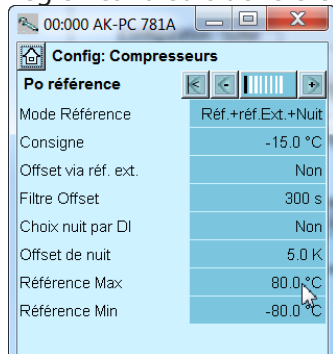 00:000 AK-PC 781A
Config: Compresseurs
Po référence
Mode Référence Réf.+réf.Ext.+Nuit
Consigne -15.0 °C
Offset via réf. ext. Non
Filtre Offset 300 s
Choix nuit par DI Non
Offset de nuit 5.0 K
Référence Max 80.0 °C
Référence Min -80.0 °C